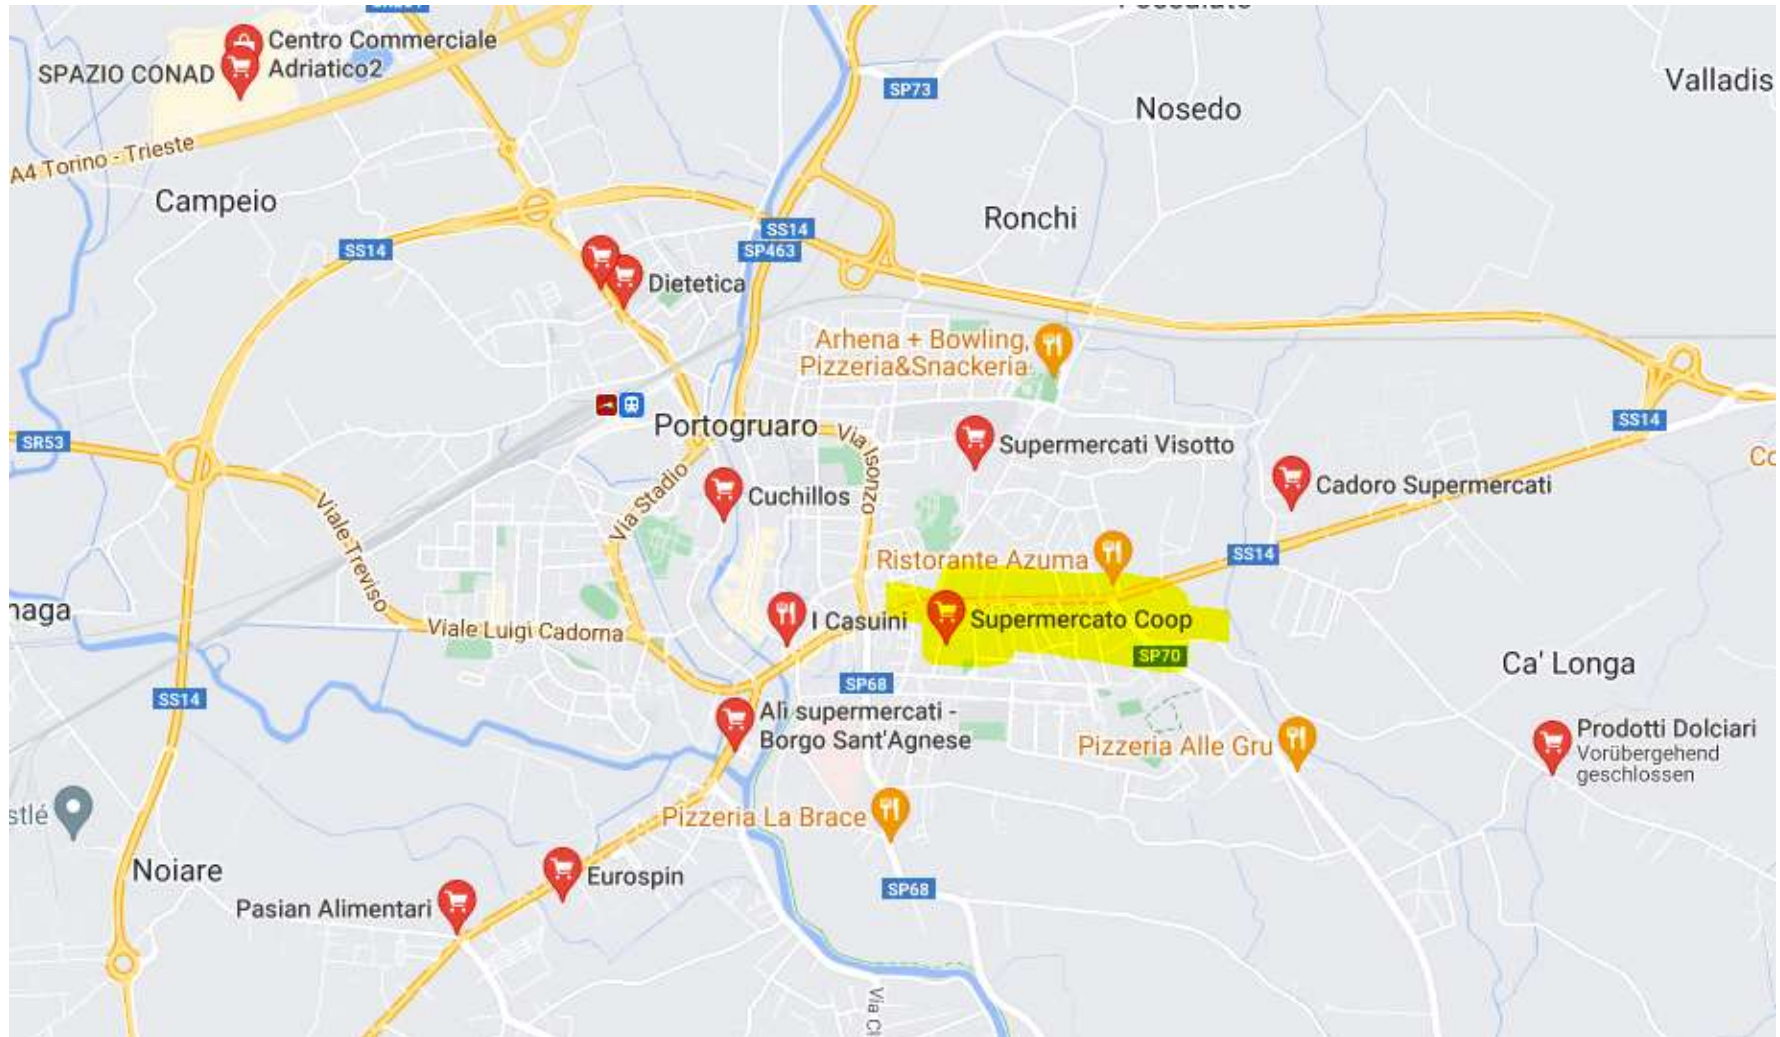 Centro Commerciale
Adriatico2
SPAZIO CONAD
SP73
Nosedo
Valladis
A4 Torino - Trieste
Campeio
Ronchi
SS14
SS14
SP463
Dietetica
Arhena + Bowling,
Pizzeria&Snackeria
Portogruaro
Via Isonzo
SS14
SR53
Supermercati Visotto
Co
Via Stadio
Cuchillos
Cadoro Supermercati
Viale Treviso
Ristorante Azuma
SS14
naga
I Casuini
Supermercato Coop
Viale Luigi Cadorna
SP70
Ca' Longa
SS14
SP68
Alì supermercati -
Borgo Sant'Agnese
Pizzeria Alle Gru
Prodotti Dolciari
Vorübergehend
geschlossen
stlé
Pizzeria La Brace
Noiare
Eurospin
SP68
Pasian Alimentari